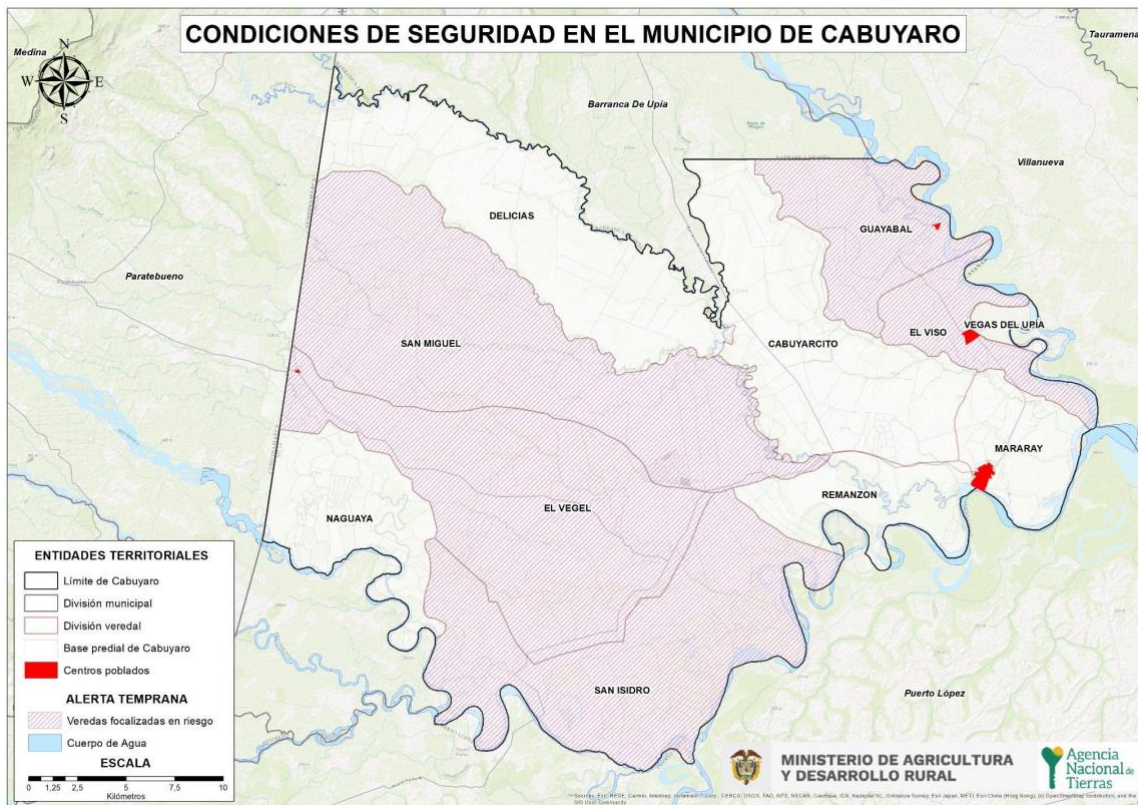 CONDICIONES DE SEGURIDAD EN EL MUNICIPIO DE CABUYARO
Medina
Tauramena
N
W E
S
Barranca De Upía
Villanueva
DELICIAS
GUAYABAL
Paratebueno
SAN MIGUEL
CABUYARCITO
EL VISO
VEGAS DEL UPÍA
MARARAY
REMANZON
EL VEGEL
NAGUAYA
SAN ISIDRO
Puerto López
ENTIDADES TERRITORIALES
Límite de Cabuyaro
División municipal
División veredal
Base predial de Cabuyaro
Centros poblados
ALERTA TEMPRANA
Veredas focalizadas en riesgo
Cuerpo de Agua
ESCALA
0 1,25 2,5 5 7,5 10
Kilómetros
MINISTERIO DE AGRICULTURA
Y DESARROLLO RURAL
Agencia
Nacional de
Tierras